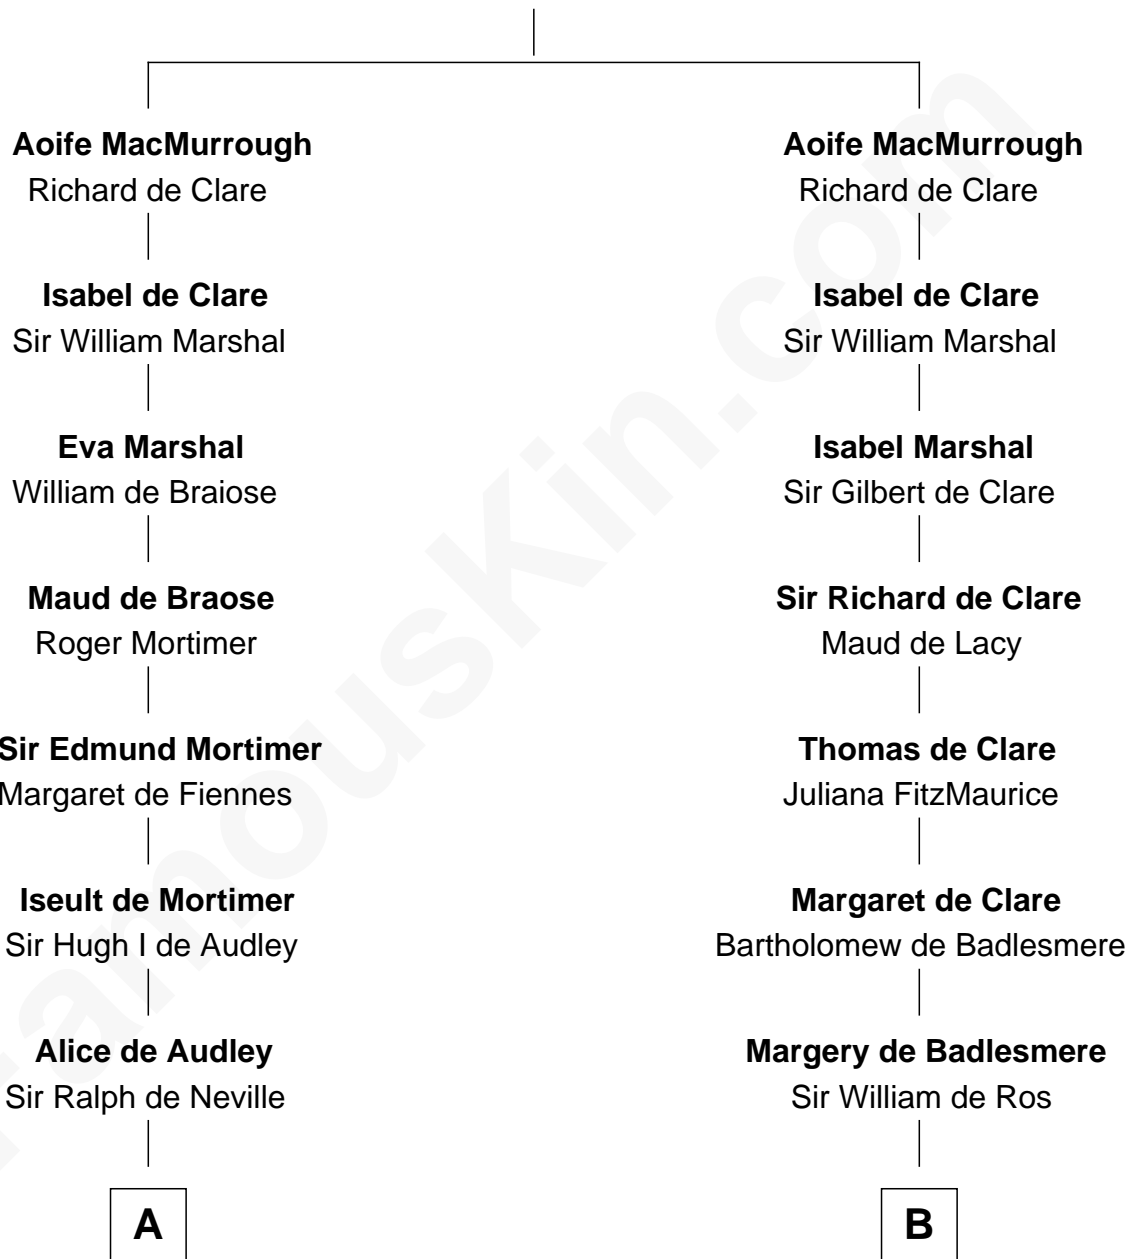 Aoife MacMurrough
Richard de Clare
Isabel de Clare
Sir William Marshal
Eva Marshal
William de Braiose
Maud de Braose
Roger Mortimer
Sir Edmund Mortimer
Margaret de Fiennes
Iseult de Mortimer
Sir Hugh I de Audley
Alice de Audley
Sir Ralph de Neville
A
Aoife MacMurrough
Richard de Clare
Isabel de Clare
Sir William Marshal
Isabel Marshal
Sir Gilbert de Clare
Sir Richard de Clare
Maud de Lacy
Thomas de Clare
Juliana FitzMaurice
Margaret de Clare
Bartholomew de Badlesmere
Margery de Badlesmere
Sir William de Ros
B
FamousKin.com